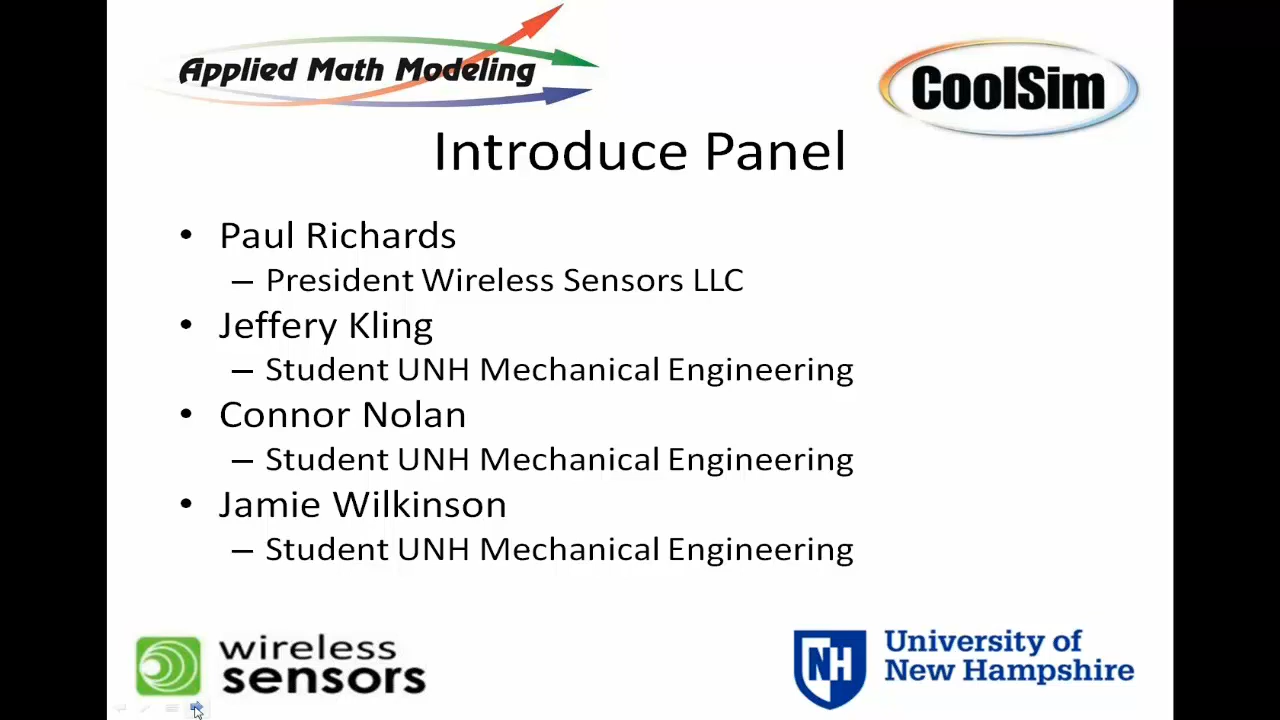 Applied Math Modeling
CoolSim
Introduce Panel
• Paul Richards
– President Wireless Sensors LLC
• Jeffery Kling
– Student UNH Mechanical Engineering
• Connor Nolan
– Student UNH Mechanical Engineering
• Jamie Wilkinson
– Student UNH Mechanical Engineering
wireless
sensors
NH
University of
New Hampshire